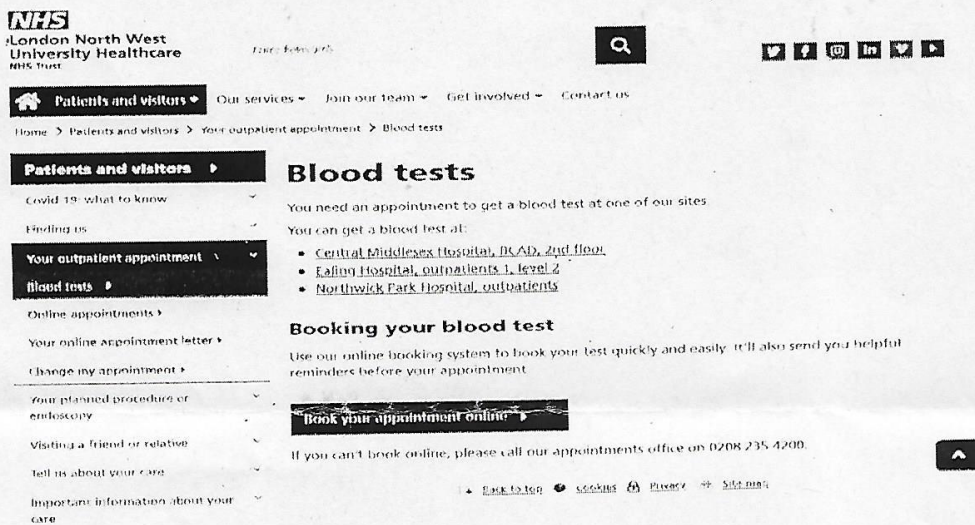 NHS
London North West
University Healthcare
NHS Trust
Patients and visitors
Our services
Join our team
Get involved
Contact us
Home > Patients and visitors > Your outpatient appointment > Blood tests
Patients and visitors
Covid 19: what to know
Finding us
Your outpatient appointment
Blood tests
Online appointments
Your online appointment letter
Change my appointment
Your planned procedure or
endoscopy
Visiting a friend or relative
Tell us about your care
Important information about your
care
Blood tests
You need an appointment to get a blood test at one of our sites
You can get a blood test at:
• Central Middlesex Hospital, BCAD, 2nd floor
• Ealing Hospital, outpatients 1, level 2
• Northwick Park Hospital, outpatients
Booking your blood test
Use our online booking system to book your test quickly and easily. It'll also send you helpful
reminders before your appointment
Book your appointment online
If you can't book online, please call our appointments office on 0208 235 4200.
Back to top Cookies Privacy Site map